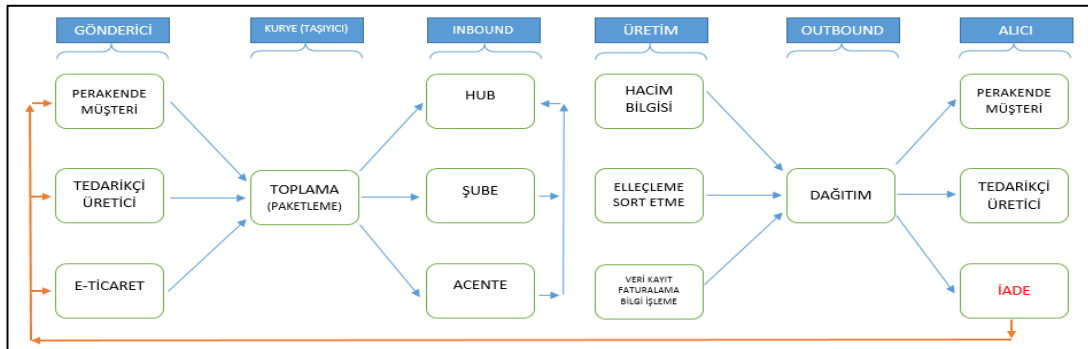 GÖNDERİCİ
KURYE (TAŞIYICI)
INBOUND
ÜRETİM
OUTBOUND
ALICI
PERAKENDE
MÜŞTERİ
HUB
HACİM
BİLGİSİ
PERAKENDE
MÜŞTERİ
TEDARİKÇİ
ÜRETİCİ
TOPLAMA
(PAKETLEME)
ŞUBE
ELLEÇLEME
SORT ETME
DAĞITIM
TEDARİKÇİ
ÜRETİCİ
E-TİCARET
ACENTE
VERİ KAYIT
FATURALAMA
BİLGİ İŞLEME
İADE